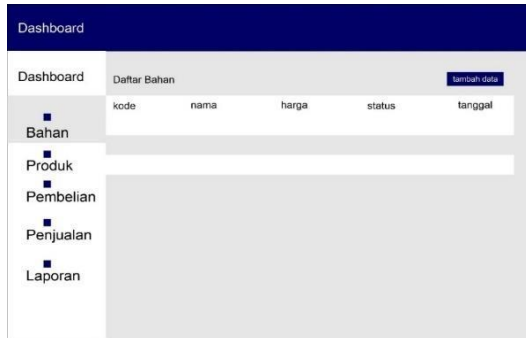 Dashboard
Dashboard
Daftar Bahan
tambah data
kode nama harga status tanggal
Bahan
Produk
Pembelian
Penjualan
Laporan